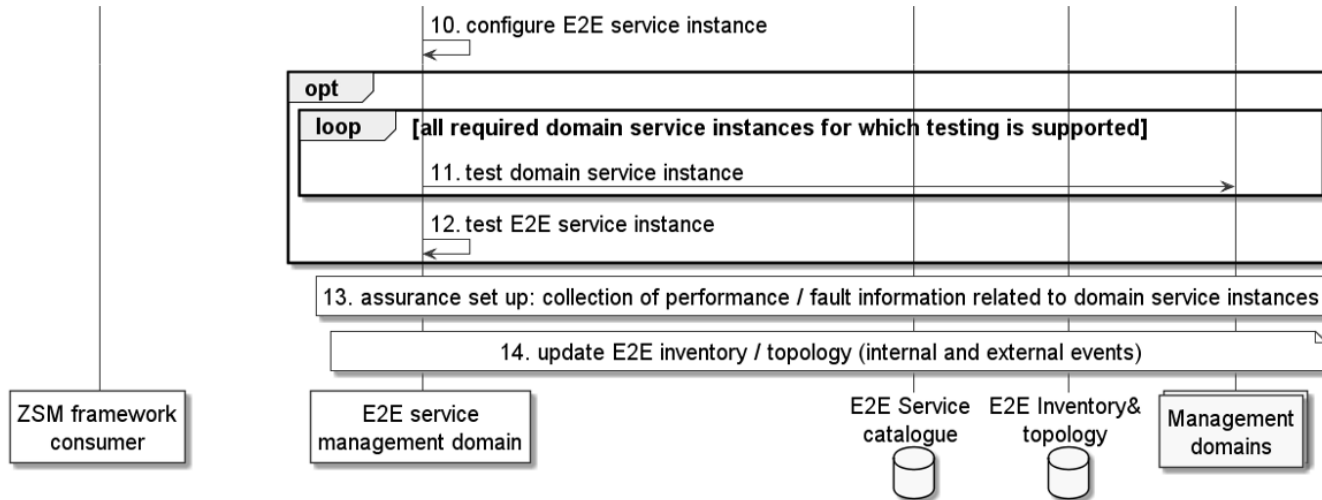 10. configure E2E service instance
opt
loop [all required domain service instances for which testing is supported]
11. test domain service instance
12. test E2E service instance
13. assurance set up: collection of performance / fault information related to domain service instances
14. update E2E inventory / topology (internal and external events)
ZSM framework
consumer
E2E service
management domain
E2E Service
catalogue
E2E Inventory&
topology
Management
domains